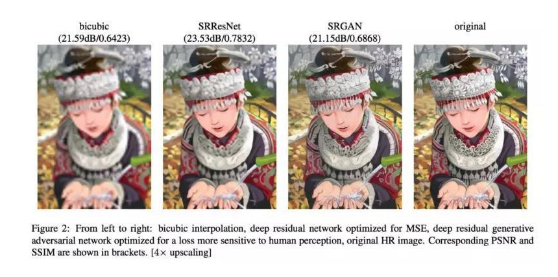 bicubic
(21.59dB/0.6423)
SRResNet
(23.53dB/0.7832)
SRGAN
(21.15dB/0.6868)
original
Figure 2: From left to right: bicubic interpolation, deep residual network optimized for MSE, deep residual generative
adversarial network optimized for a loss more sensitive to human perception, original HR image. Corresponding PSNR and
SSIM are shown in brackets. [4× upscaling]